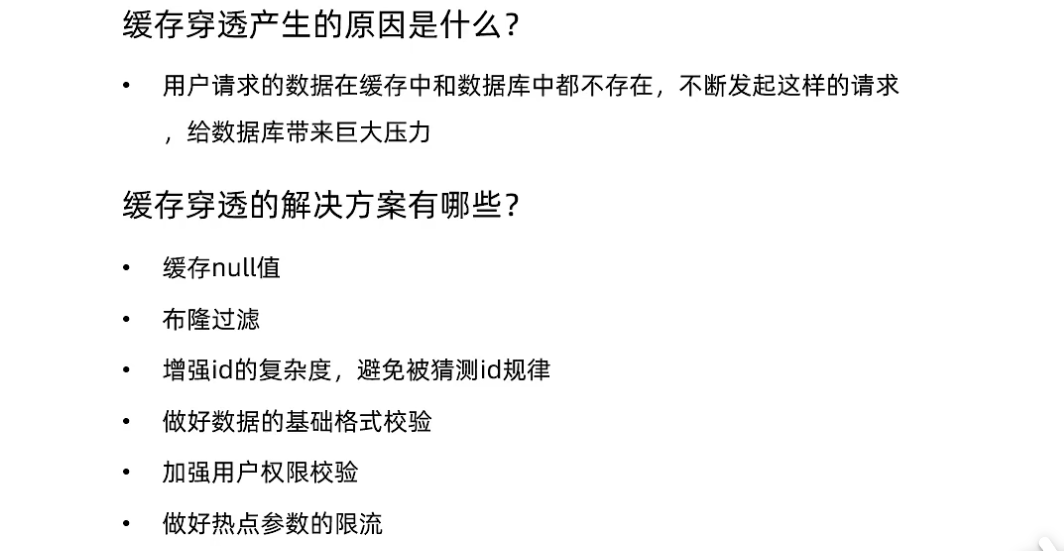 缓存穿透产生的原因是什么？
• 用户请求的数据在缓存中和数据库中都不存在，不断发起这样的请求
，给数据库带来巨大压力
缓存穿透的解决方案有哪些？
• 缓存null值
• 布隆过滤
• 增强id的复杂度，避免被猜测id规律
• 做好数据的基础格式校验
• 加强用户权限校验
• 做好热点参数的限流